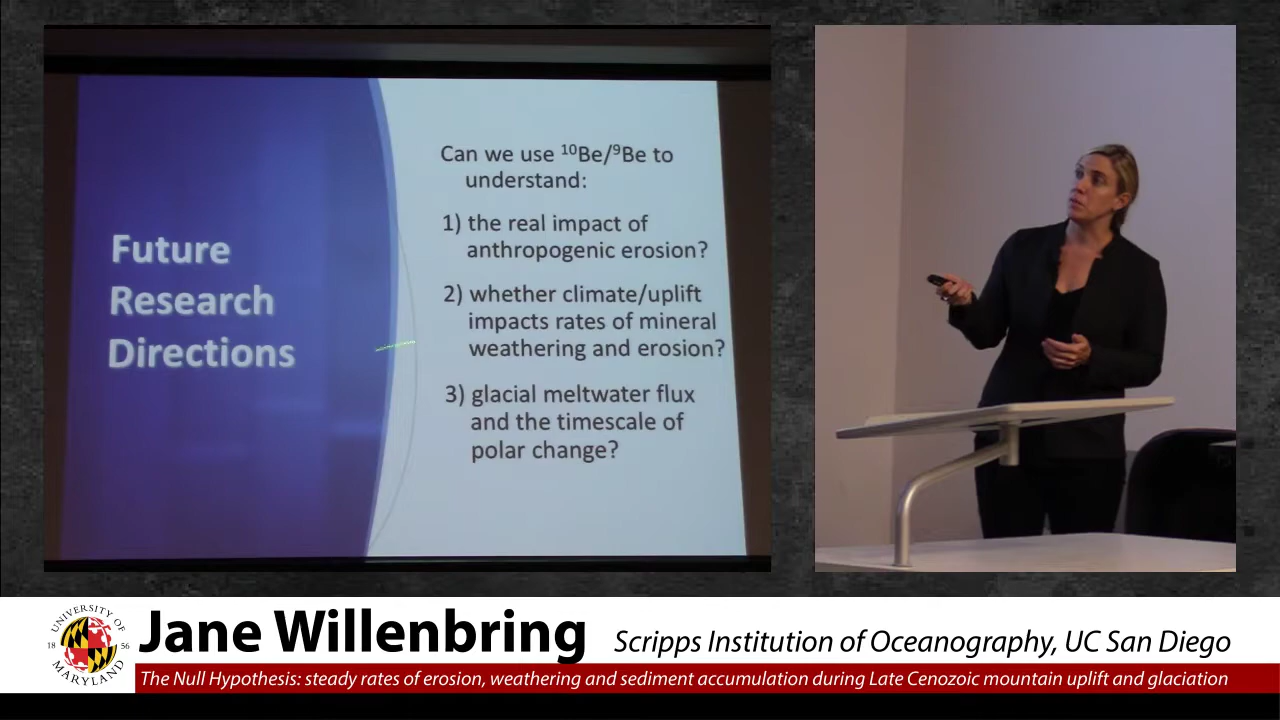 Future
Research
Directions
Can we use ¹⁰Be/⁹Be to
understand:
1) the real impact of
anthropogenic erosion?
2) whether climate/uplift
impacts rates of mineral
weathering and erosion?
3) glacial meltwater flux
and the timescale of
polar change?
UNIVERSITY OF
18 56
MARYLAND
Jane Willenbring
Scripps Institution of Oceanography, UC San Diego
The Null Hypothesis: steady rates of erosion, weathering and sediment accumulation during Late Cenozoic mountain uplift and glaciation